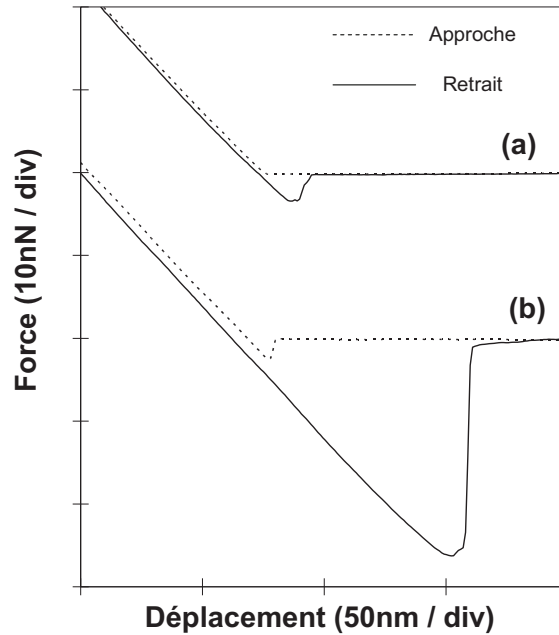 Approche
Retrait
(a)
(b)
Force (10nN / div)
Déplacement (50nm / div)